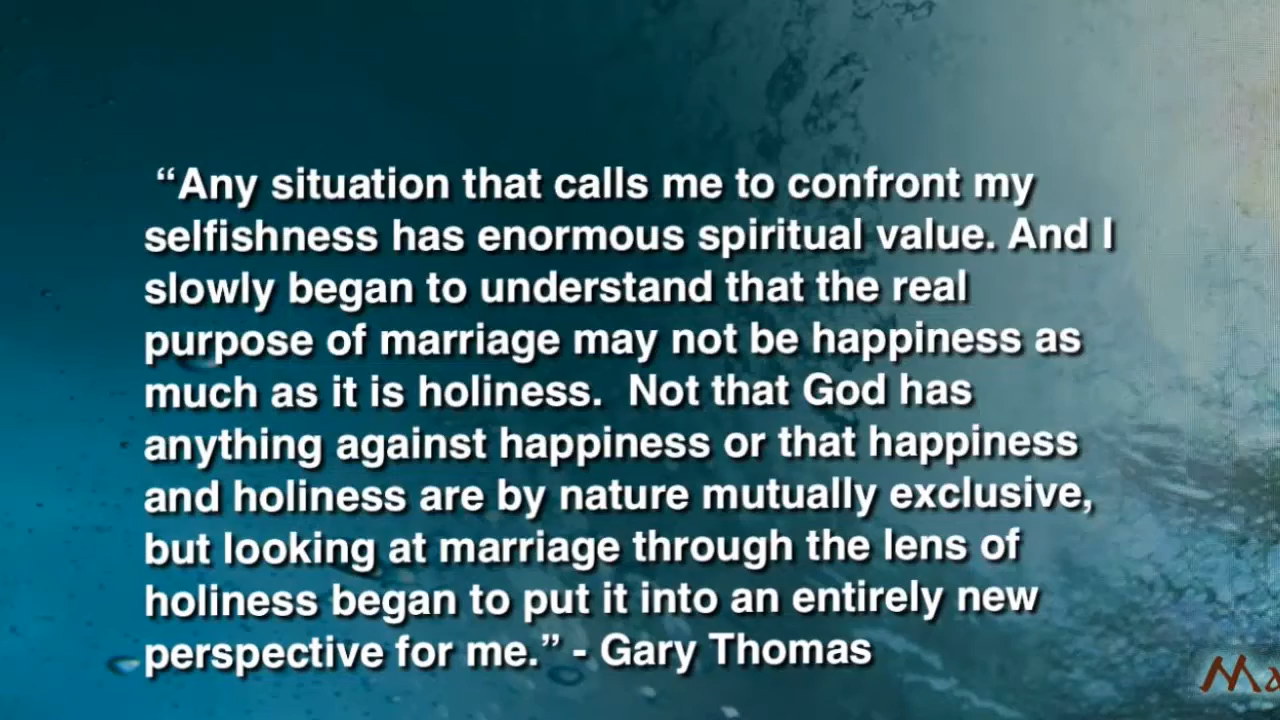 “Any situation that calls me to confront my
selfishness has enormous spiritual value. And I
slowly began to understand that the real
purpose of marriage may not be happiness as
much as it is holiness.  Not that God has
anything against happiness or that happiness
and holiness are by nature mutually exclusive,
but looking at marriage through the lens of
holiness began to put it into an entirely new
perspective for me.” - Gary Thomas